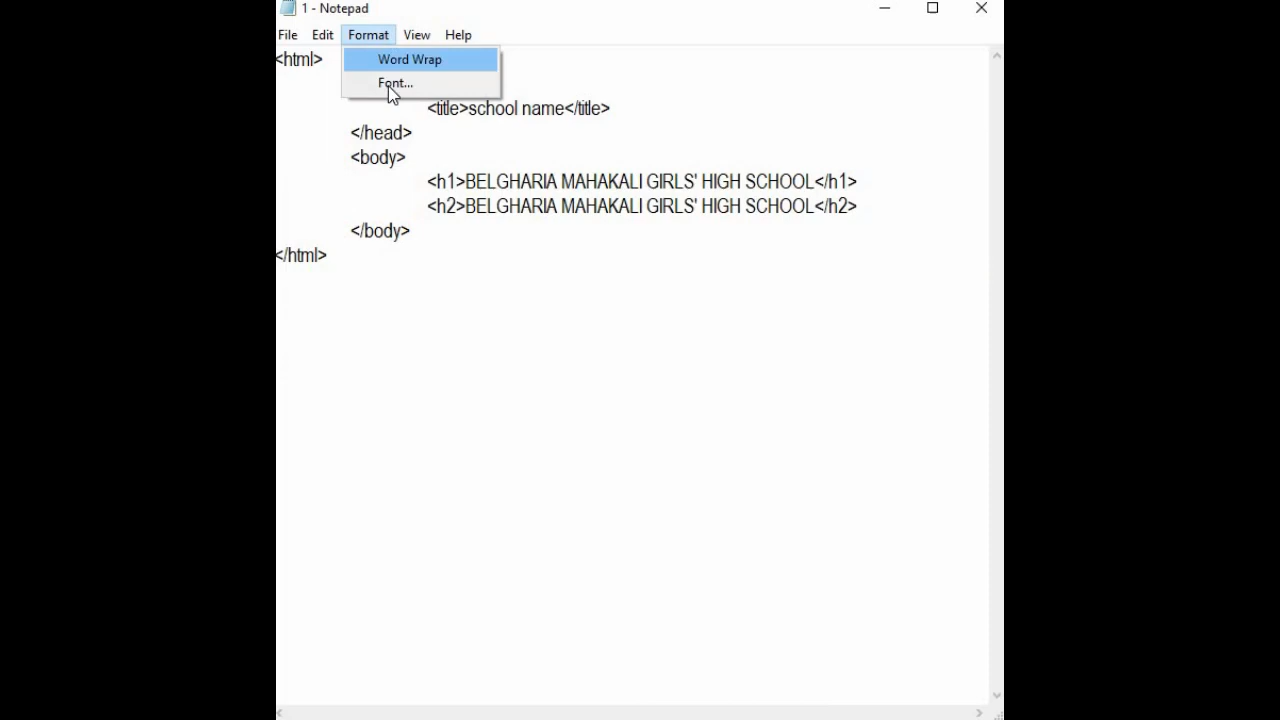 1 - Notepad
File Edit Format View Help
Word Wrap
Font...
<html>
<title>school name</title>
</head>
<body>
<h1>BELGHARIA MAHAKALI GIRLS' HIGH SCHOOL</h1>
<h2>BELGHARIA MAHAKALI GIRLS' HIGH SCHOOL</h2>
</body>
</html>